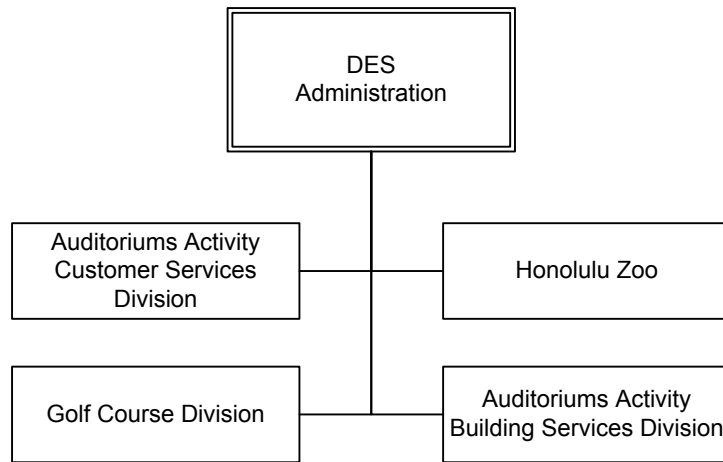 DES
Administration
Auditoriums Activity
Customer Services
Division
Honolulu Zoo
Golf Course Division
Auditoriums Activity
Building Services Division